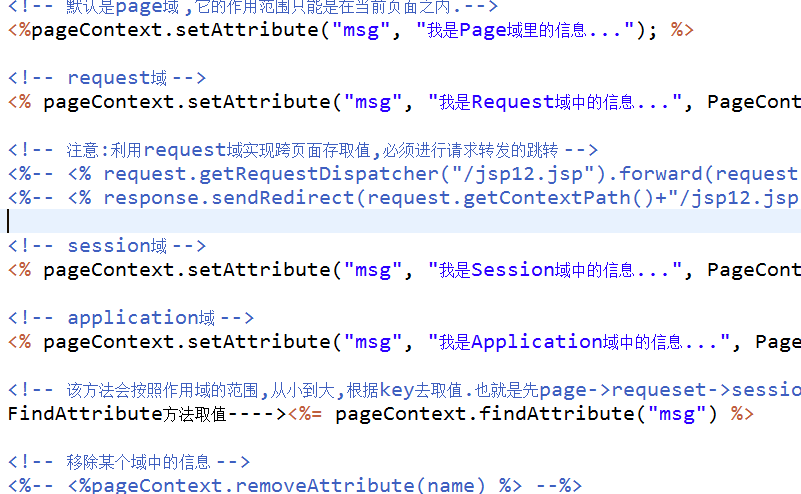 <!-- 默认是page域 ,它的作用范围只能是在当前页面之内.-->
<%pageContext.setAttribute("msg", "我是Page域里的信息..."); %>
<!-- request域 -->
<% pageContext.setAttribute("msg", "我是Request域中的信息...", PageCont
<!-- 注意:利用request域实现跨页面存取值,必须进行请求转发的跳转 -->
<%-- <% request.getRequestDispatcher("/jsp12.jsp").forward(request
<%-- <% response.sendRedirect(request.getContextPath()+"/jsp12.jsp
<!-- session域 -->
<% pageContext.setAttribute("msg", "我是Session域中的信息...", PageCont
<!-- application域 -->
<% pageContext.setAttribute("msg", "我是Application域中的信息...", Page
<!-- 该方法会按照作用域的范围,从小到大,根据key去取值.也就是先page->requeset->sessio
FindAttribute方法取值----><%= pageContext.findAttribute("msg") %>
<!-- 移除某个域中的信息 -->
<%-- <%pageContext.removeAttribute(name) %> --%>